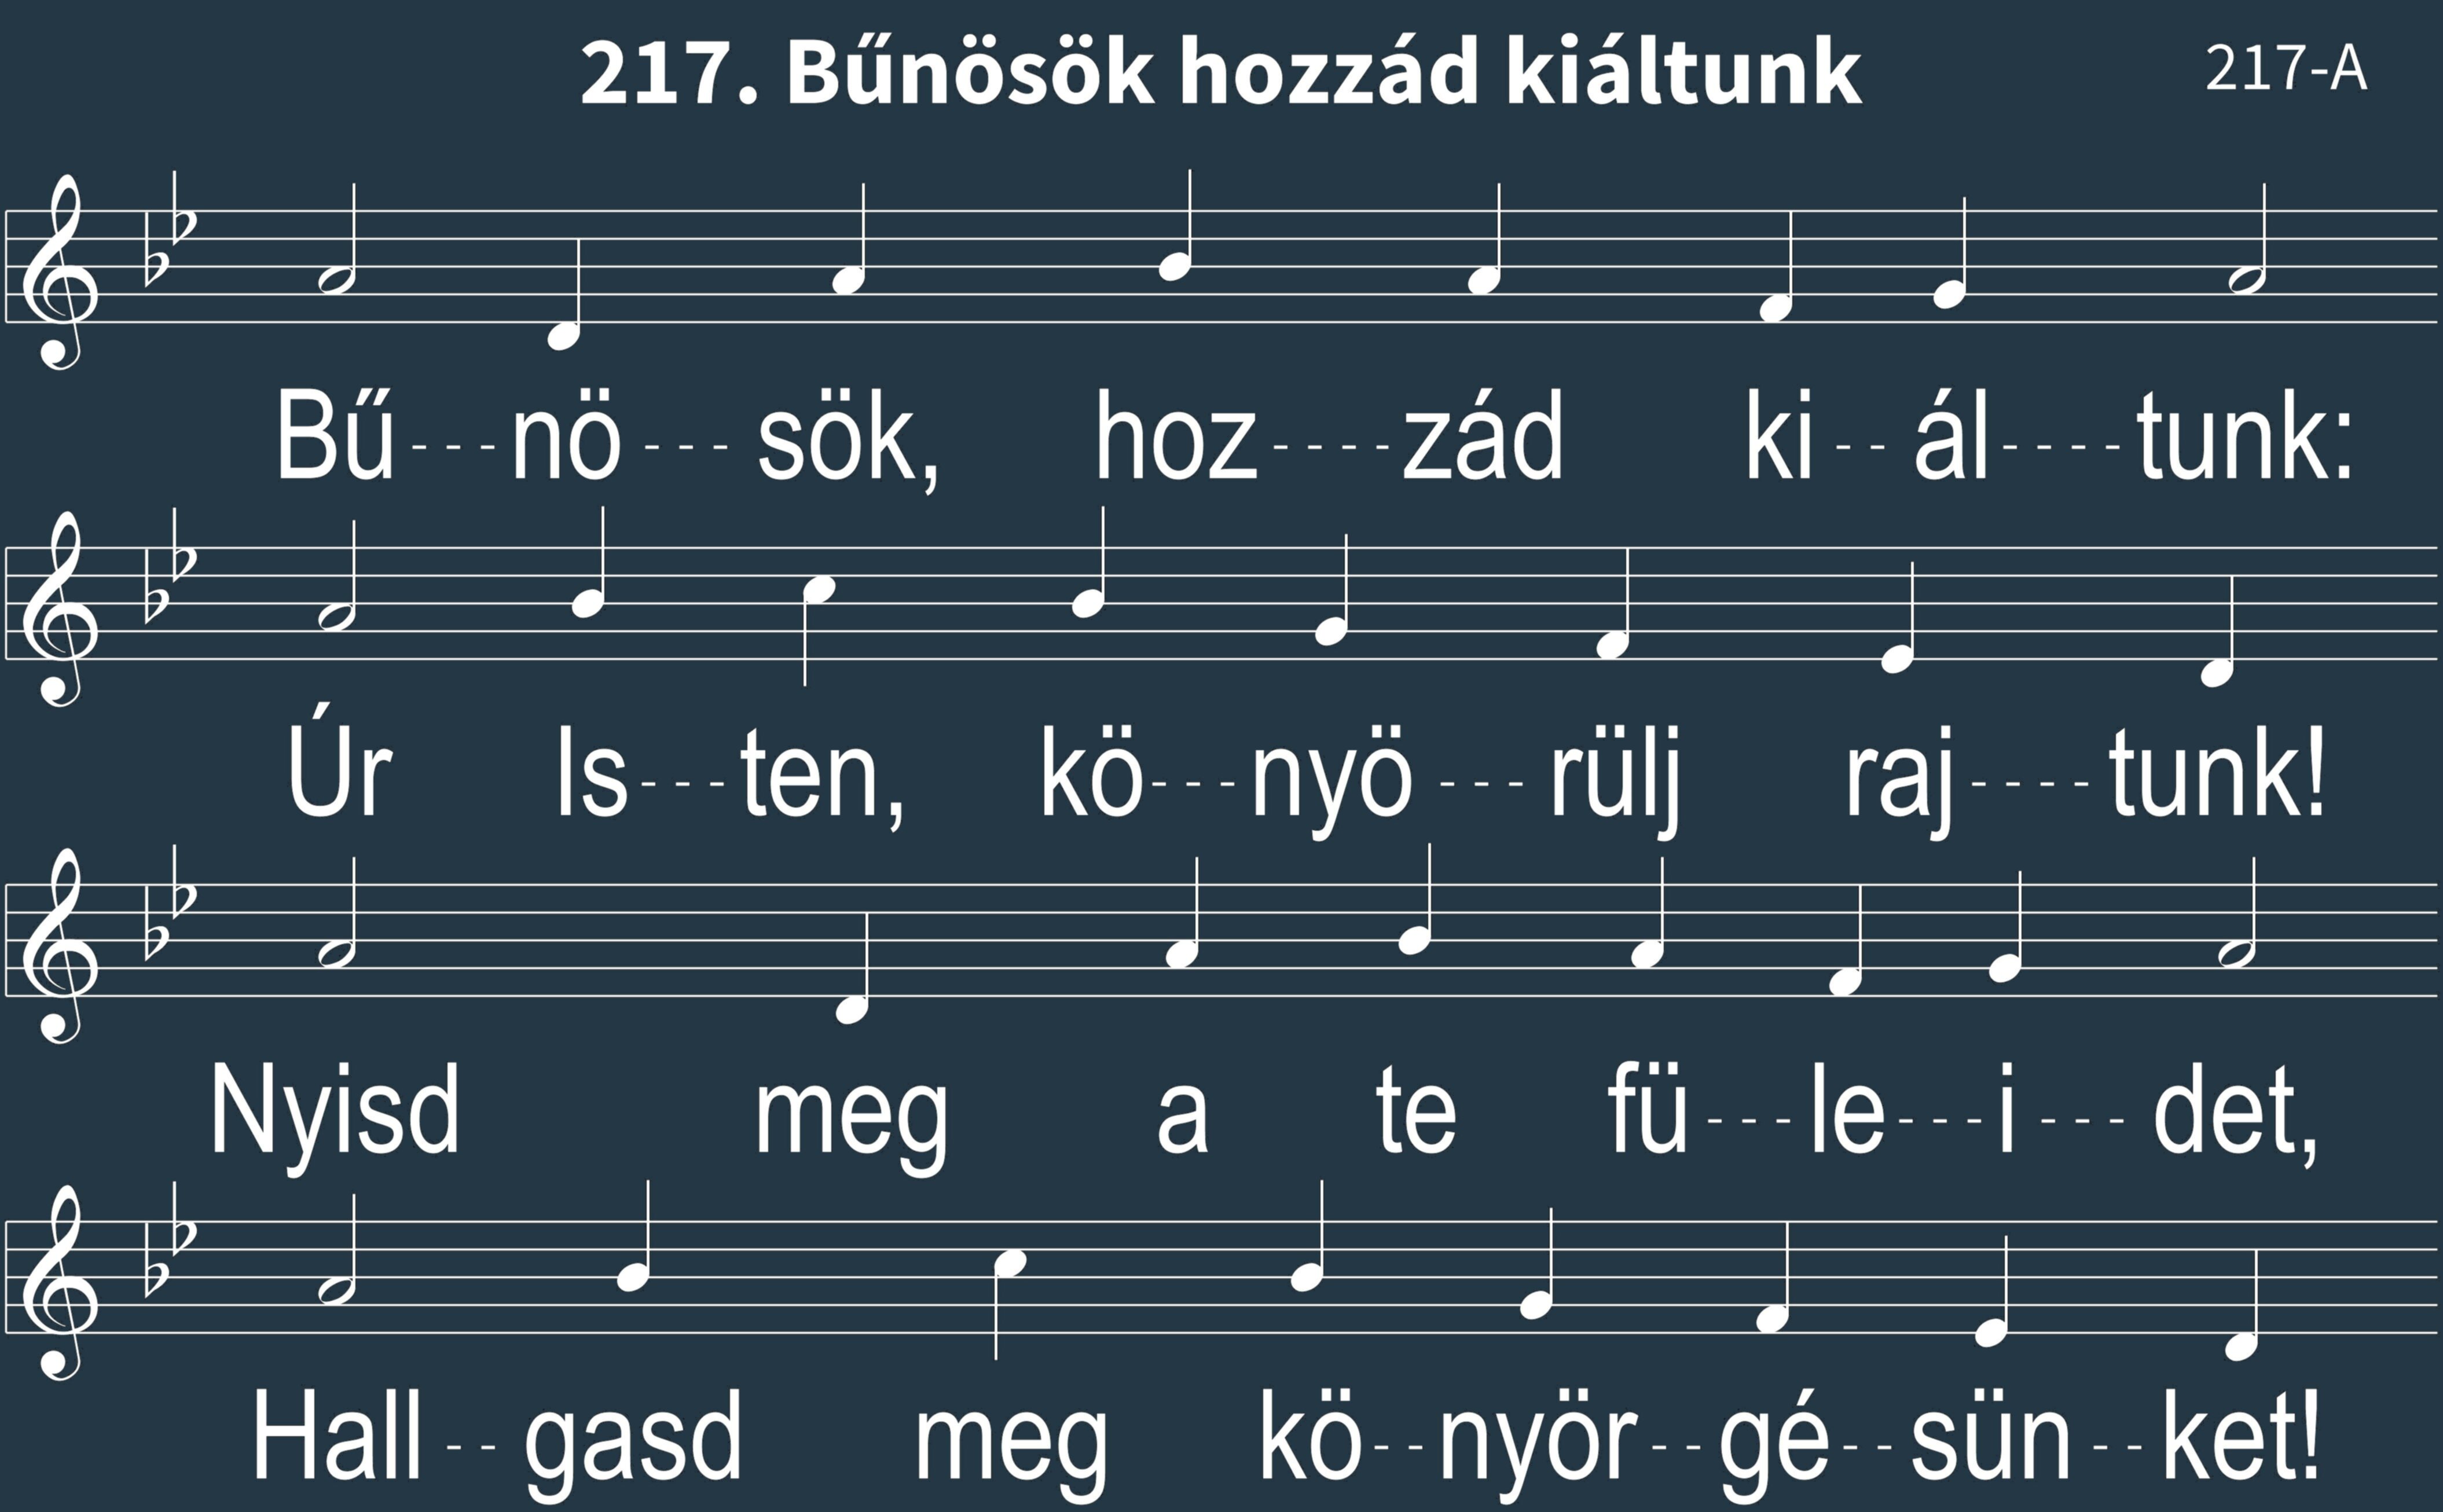 217. Bűnösök hozzád kiáltunk
217-A
Bű---nö--- sök, hoz----zád ki-- ál----tunk:
Úr Is---ten, kö---nyö ---rülj raj----tunk!
Nyisd meg a te fü---le---i --- det,
Hall -- gasd meg kö--nyör--gé--sün --ket!